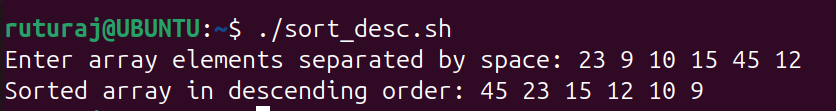 ruturaj@UBUNTU:~$ ./sort_desc.sh
Enter array elements separated by space: 23 9 10 15 45 12
Sorted array in descending order: 45 23 15 12 10 9